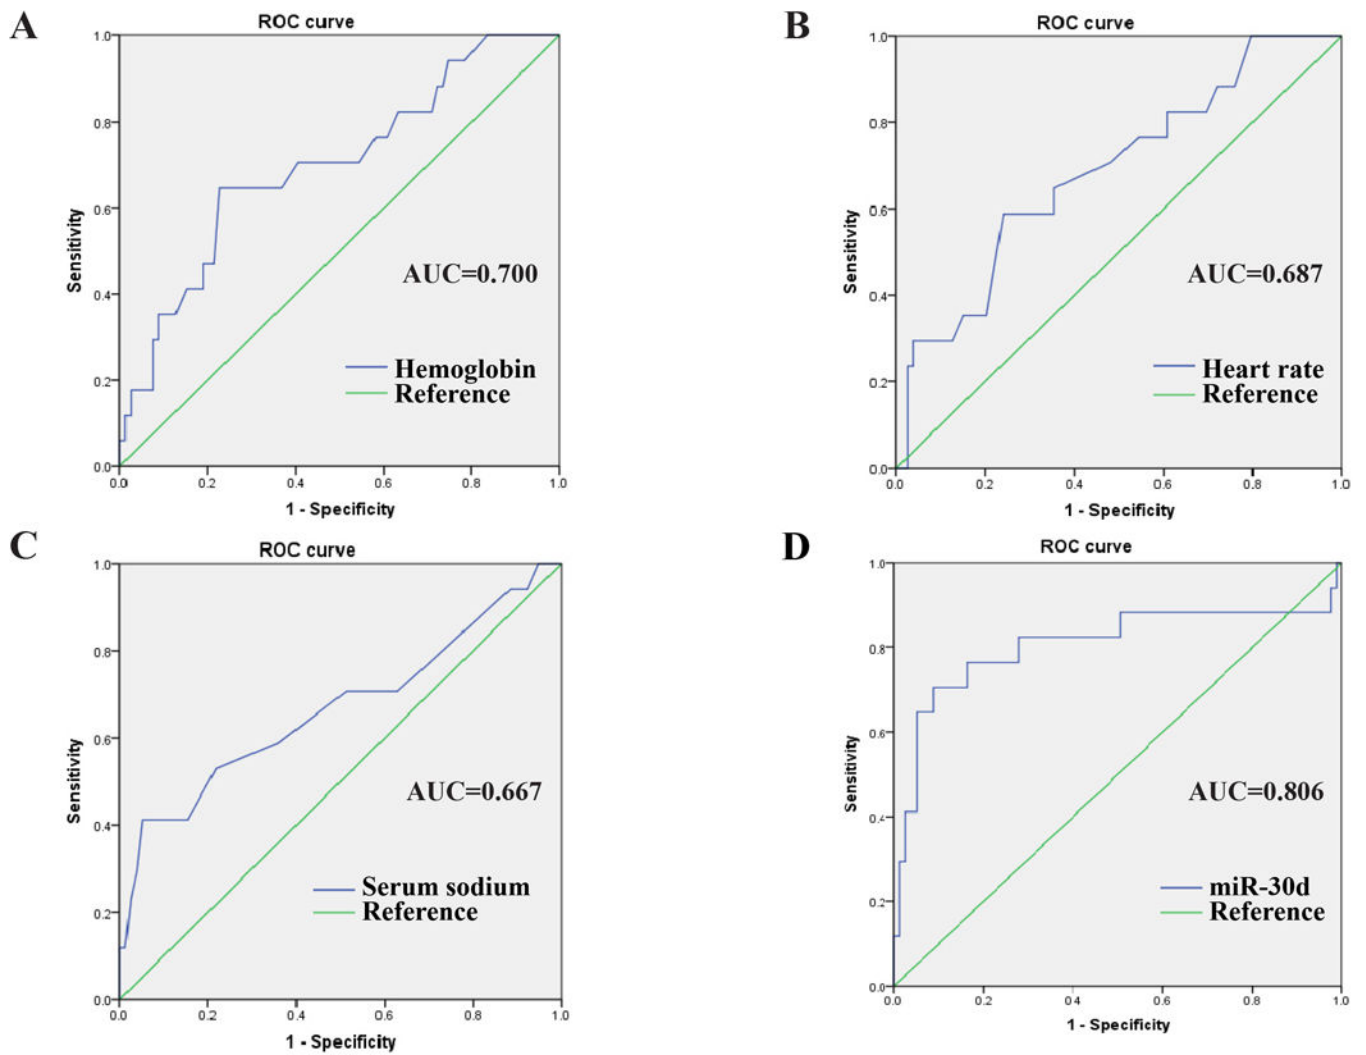 A
ROC curve
1.0
0.8
0.6
0.4
0.2
0.0
Sensitivity
AUC=0.700
Hemoglobin
Reference
0.0 0.2 0.4 0.6 0.8 1.0
1 - Specificity
B
ROC curve
1.0
0.8
0.6
0.4
0.2
0.0
Sensitivity
AUC=0.687
Heart rate
Reference
0.0 0.2 0.4 0.6 0.8 1.0
1 - Specificity
C
ROC curve
1.0
0.8
0.6
0.4
0.2
0.0
Sensitivity
AUC=0.667
Serum sodium
Reference
0.0 0.2 0.4 0.6 0.8 1.0
1 - Specificity
D
ROC curve
1.0
0.8
0.6
0.4
0.2
0.0
Sensitivity
AUC=0.806
miR-30d
Reference
0.0 0.2 0.4 0.6 0.8 1.0
1 - Specificity